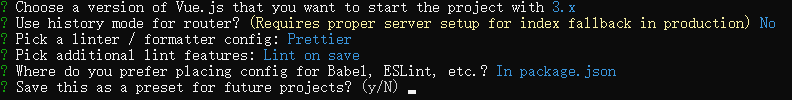 ? Choose a version of Vue.js that you want to start the project with 3.x
? Use history mode for router? (Requires proper server setup for index fallback in production) No
? Pick a linter / formatter config: Prettier
? Pick additional lint features: Lint on save
? Where do you prefer placing config for Babel, ESLint, etc.? In package.json
? Save this as a preset for future projects? (y/N)